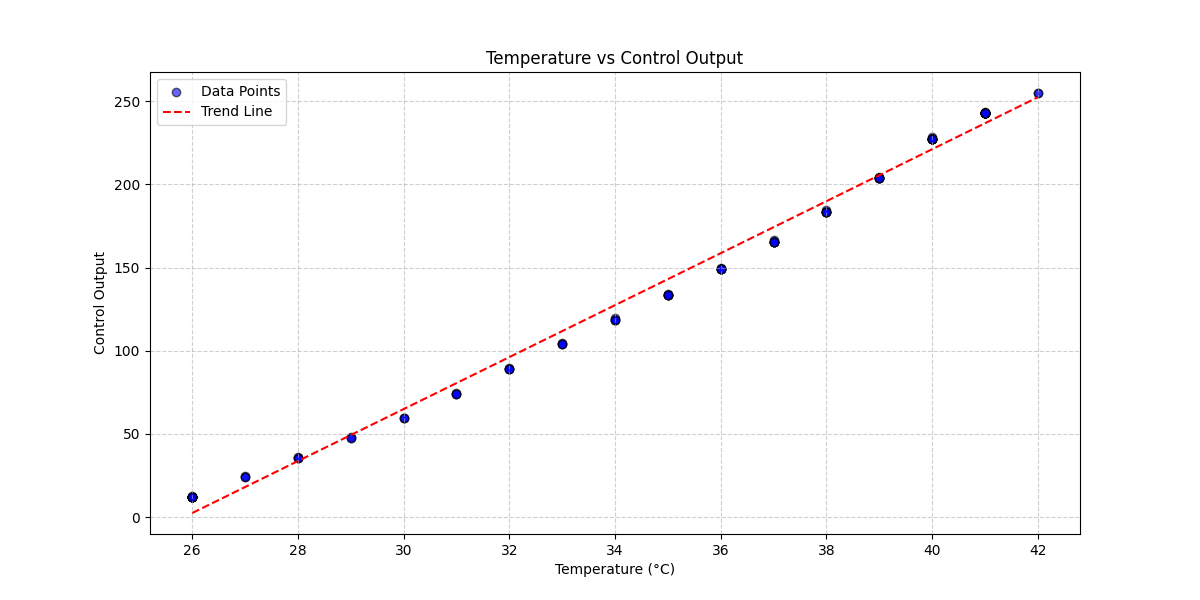 Temperature vs Control Output
Data Points
Trend Line
250
200
150
100
50
0
Control Output
26 28 30 32 34 36 38 40 42
Temperature (°C)